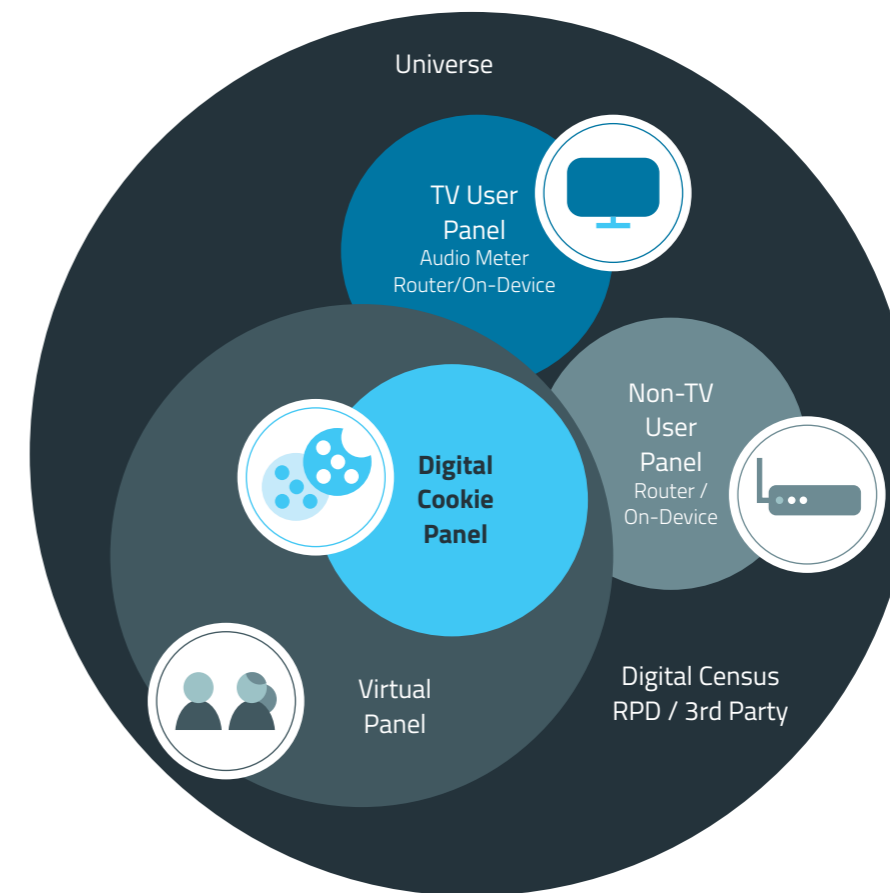 Universe
TV User
Panel
Audio Meter
Router/On-Device
Non-TV
User
Panel
Router /
On-Device
Digital
Cookie
Panel
Virtual
Panel
Digital Census
RPD / 3rd Party